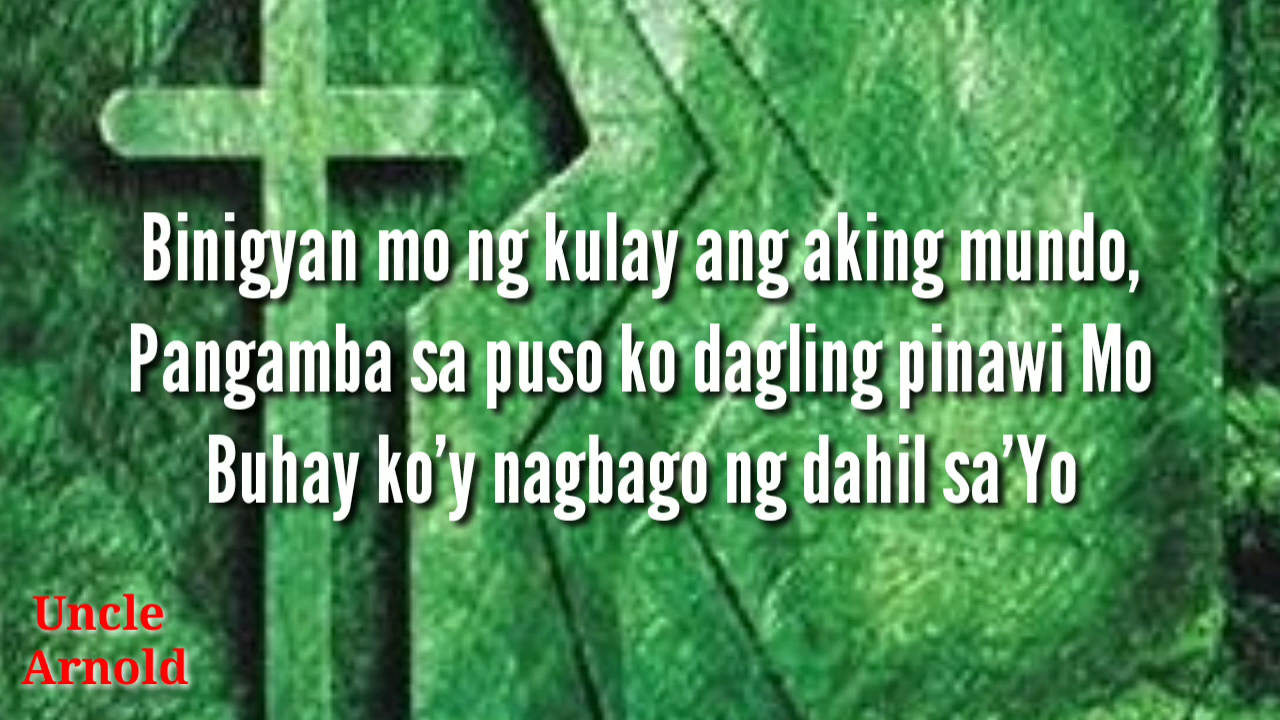 Binigyan mo ng kulay ang aking mundo,
Pangamba sa puso ko dagling pinawi Mo
Buhay ko’y nagbago ng dahil sa’Yo
Uncle
Arnold